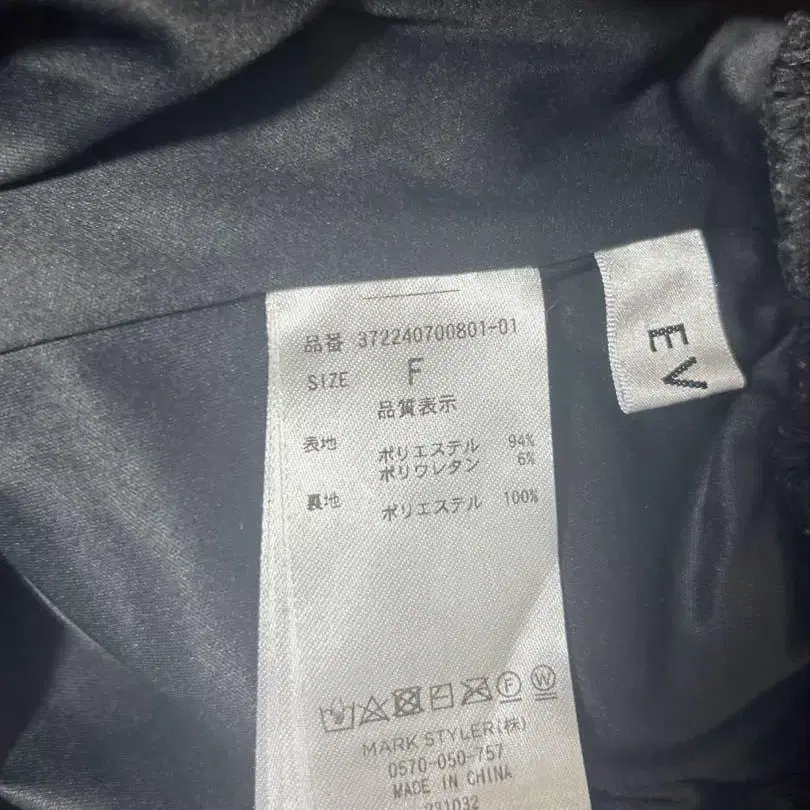 品番 372240700801-01
SIZE F
品質表示
表地 ポリエステル 94%
ポリウレタン 6%
裏地 ポリエステル 100%
F W
MARK STYLER(株)
0570-050-757
MADE IN CHINA
231032
EV